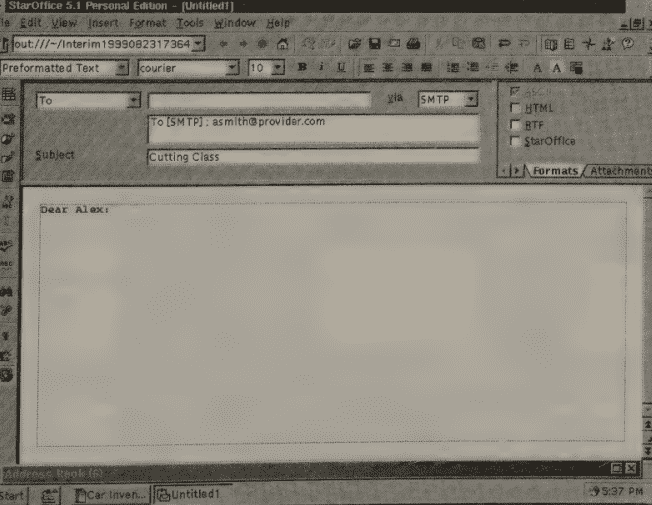 StarOffice 5.1 Personal Edition - [Untitled1]
Edit View Insert Format Tools Window Help
out:///~/Interim1999082317364
Preformatted Text courier 10 B i U A A
To via SMTP
To [SMTP] : asmith@provider.com
Subject Cutting Class
HTML
RTF
StarOffice
Formats Attachments
Dear Alex:
Start Car Inven... Untitled1 5:37 PM